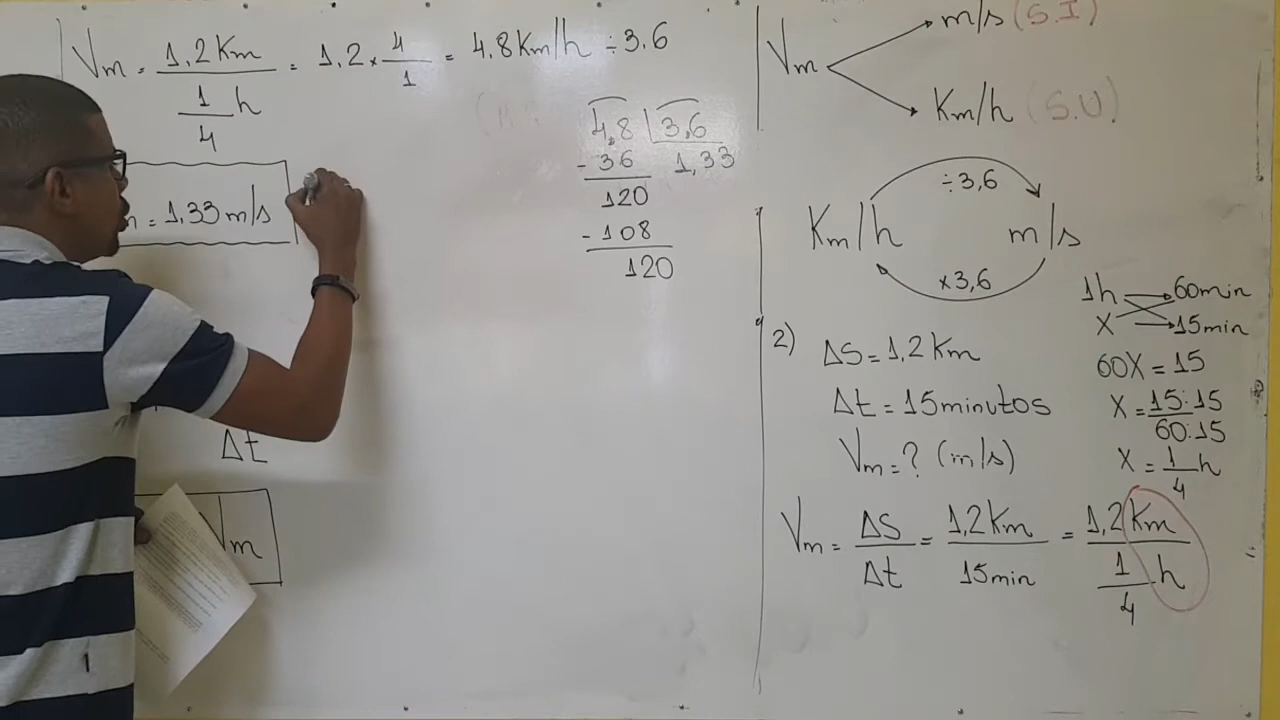 Vm = 1,2 Km / 1/4 h = 1,2 × 4/1 = 4.8 Km/h ÷ 3.6
4,8 | 3,6
- 36 1,33
120
- 108
120
m = 1,33 m/s
Δt
Vm
Vm
m/s (S.I)
Km/h (S.U)
÷3,6
Km/h m/s
×3,6
1h 60min
X 15min
60X = 15
X = 15:15 / 60:15
X = 1/4 h
2) ΔS = 1,2 Km
Δt = 15 minutos
Vm = ? (m/s)
Vm = ΔS/Δt = 1,2 Km / 15 min = 1,2 Km / 1/4 h =